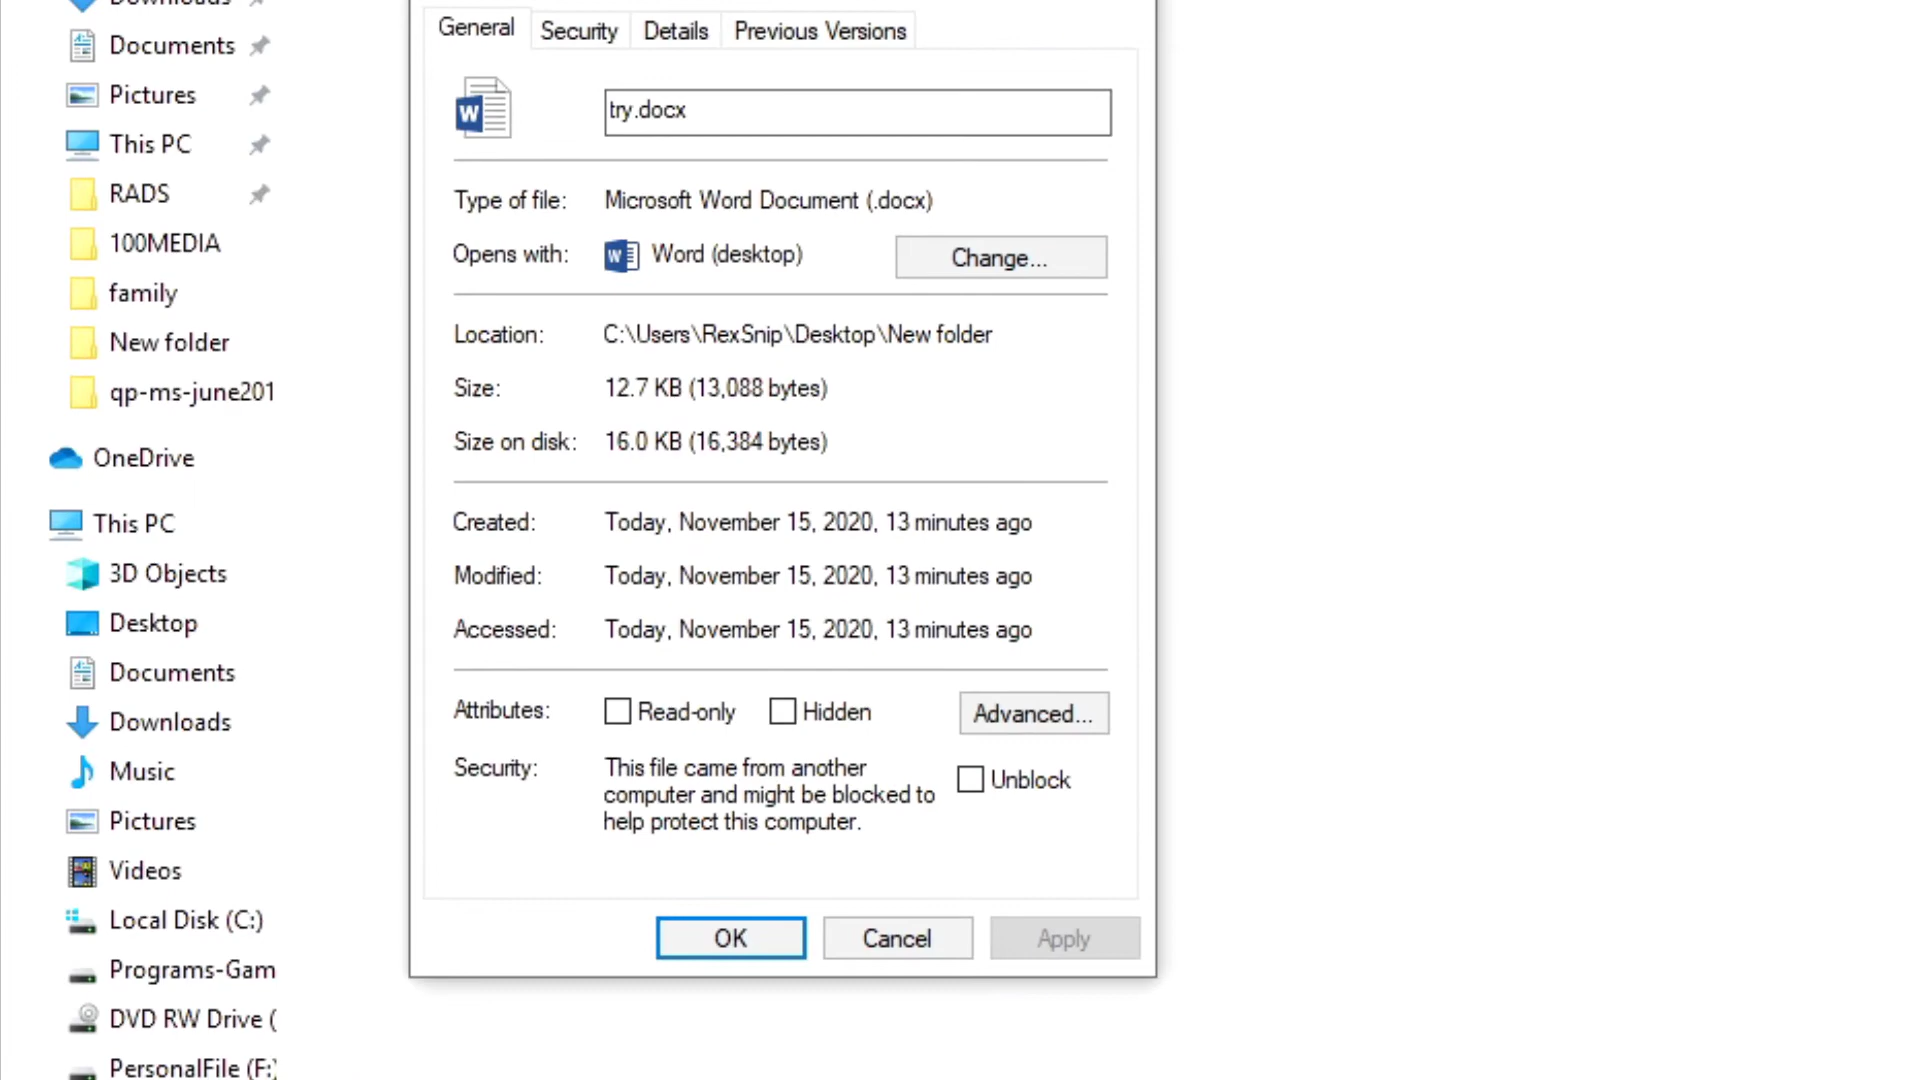 Downloads
Documents
Pictures
This PC
RADS
100MEDIA
family
New folder
qp-ms-june201
OneDrive
This PC
3D Objects
Desktop
Documents
Downloads
Music
Pictures
Videos
Local Disk (C:)
Programs-Gam
DVD RW Drive (
PersonalFile (F:)
General Security Details Previous Versions
W
try.docx
Type of file: Microsoft Word Document (.docx)
Opens with: W Word (desktop) Change...
Location: C:\Users\RexSnip\Desktop\New folder
Size: 12.7 KB (13,088 bytes)
Size on disk: 16.0 KB (16,384 bytes)
Created: Today, November 15, 2020, 13 minutes ago
Modified: Today, November 15, 2020, 13 minutes ago
Accessed: Today, November 15, 2020, 13 minutes ago
Attributes: Read-only Hidden Advanced...
Security: This file came from another
computer and might be blocked to
help protect this computer.
Unblock
OK Cancel Apply